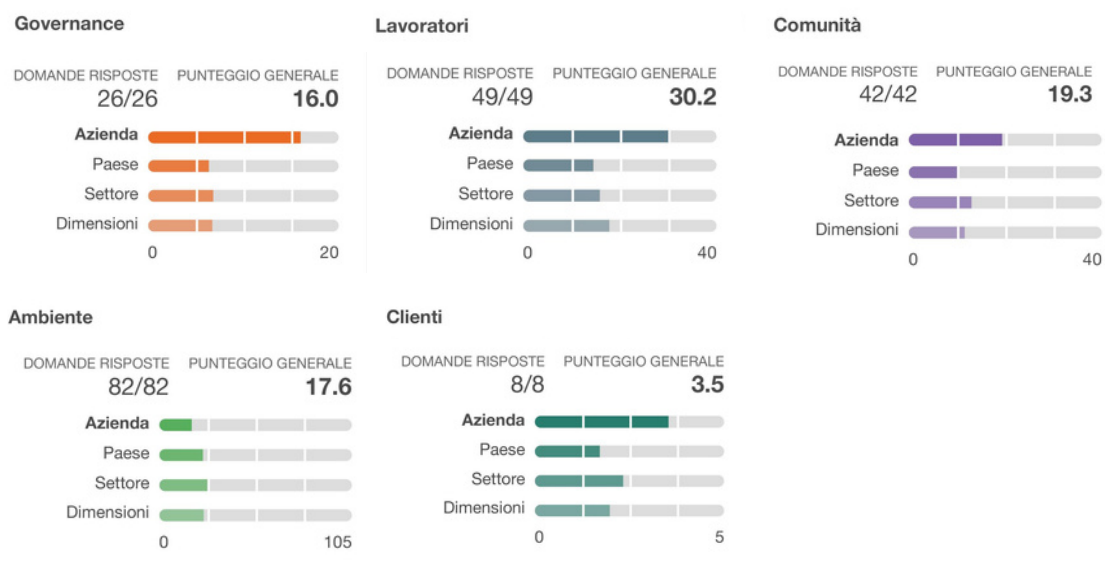 Governance
DOMANDE RISPOSTE PUNTEGGIO GENERALE
26/26 16.0
Azienda
Paese
Settore
Dimensioni
0 20
Lavoratori
DOMANDE RISPOSTE PUNTEGGIO GENERALE
49/49 30.2
Azienda
Paese
Settore
Dimensioni
0 40
Comunità
DOMANDE RISPOSTE PUNTEGGIO GENERALE
42/42 19.3
Azienda
Paese
Settore
Dimensioni
0 40
Ambiente
DOMANDE RISPOSTE PUNTEGGIO GENERALE
82/82 17.6
Azienda
Paese
Settore
Dimensioni
0 105
Clienti
DOMANDE RISPOSTE PUNTEGGIO GENERALE
8/8 3.5
Azienda
Paese
Settore
Dimensioni
0 5